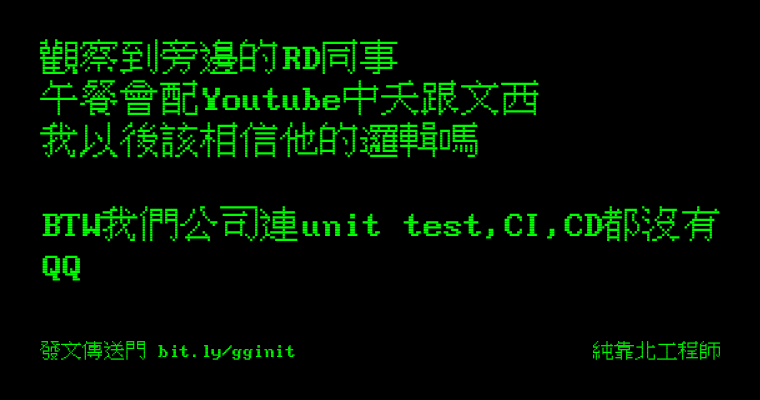 觀察到旁邊的RD同事
午餐會配Youtube中天跟文西
我以後該相信他的邏輯嗎
BTW我們公司連unit test,CI,CD都沒有
QQ
發文傳送門 bit.ly/gginit
純靠北工程師